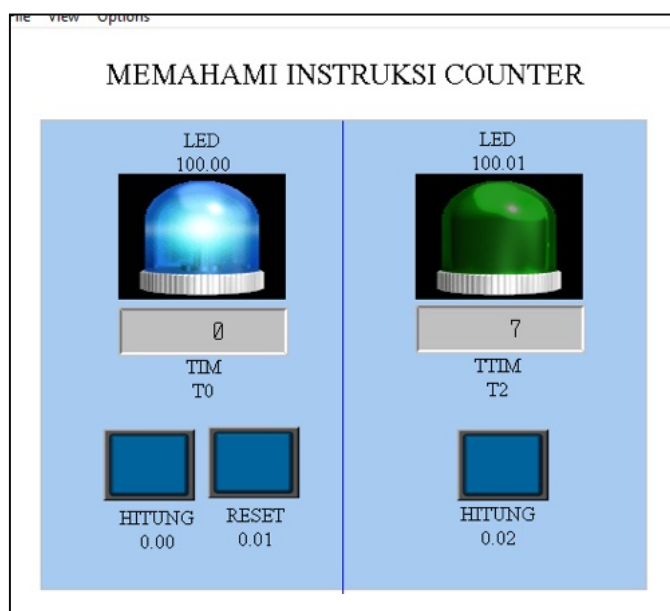 File View Options
MEMAHAMI INSTRUKSI COUNTER
LED
100.00
0
TIM
T0
HITUNG
0.00
RESET
0.01
LED
100.01
7
TTIM
T2
HITUNG
0.02